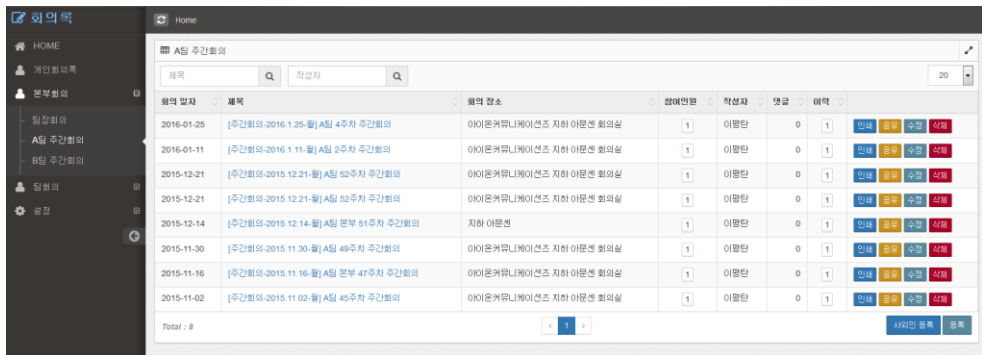 회의록
Home
HOME
개인회의록
본부회의
팀장회의
A팀 주간회의
B팀 주간회의
팀회의
설정
A팀 주간회의
제목 작성자 20
회의 일자 제목 회의 장소 참여인원 작성자 댓글 이력
2016-01-25 [주간회의-2016.1.25-월] A팀 4주차 주간회의 아이온커뮤니케이션즈 지하 아문센 회의실 1 이평탄 0 1 인쇄 공유 수정 삭제
2016-01-11 [주간회의-2016.1.11-월] A팀 2주차 주간회의 아이온커뮤니케이션즈 지하 아문센 회의실 1 이평탄 0 1 인쇄 공유 수정 삭제
2015-12-21 [주간회의-2015.12.21-월] A팀 52주차 주간회의 아이온커뮤니케이션즈 지하 아문센 회의실 1 이평탄 0 1 인쇄 공유 수정 삭제
2015-12-21 [주간회의-2015.12.21-월] A팀 52주차 주간회의 아이온커뮤니케이션즈 지하 아문센 회의실 1 이평탄 0 1 인쇄 공유 수정 삭제
2015-12-14 [주간회의-2015.12.14-월] A팀 본부 51주차 주간회의 지하 아문센 1 이평탄 0 1 인쇄 공유 수정 삭제
2015-11-30 [주간회의-2015.11.30-월] A팀 49주차 주간회의 아이온커뮤니케이션즈 지하 아문센 회의실 1 이평탄 0 1 인쇄 공유 수정 삭제
2015-11-16 [주간회의-2015.11.16-월] A팀 본부 47주차 주간회의 아이온커뮤니케이션즈 지하 아문센 회의실 1 이평탄 0 1 인쇄 공유 수정 삭제
2015-11-02 [주간회의-2015.11.02-월] A팀 45주차 주간회의 아이온커뮤니케이션즈 지하 아문센 회의실 1 이평탄 0 1 인쇄 공유 수정 삭제
Total : 8 < 1 > 사외인 등록 등록